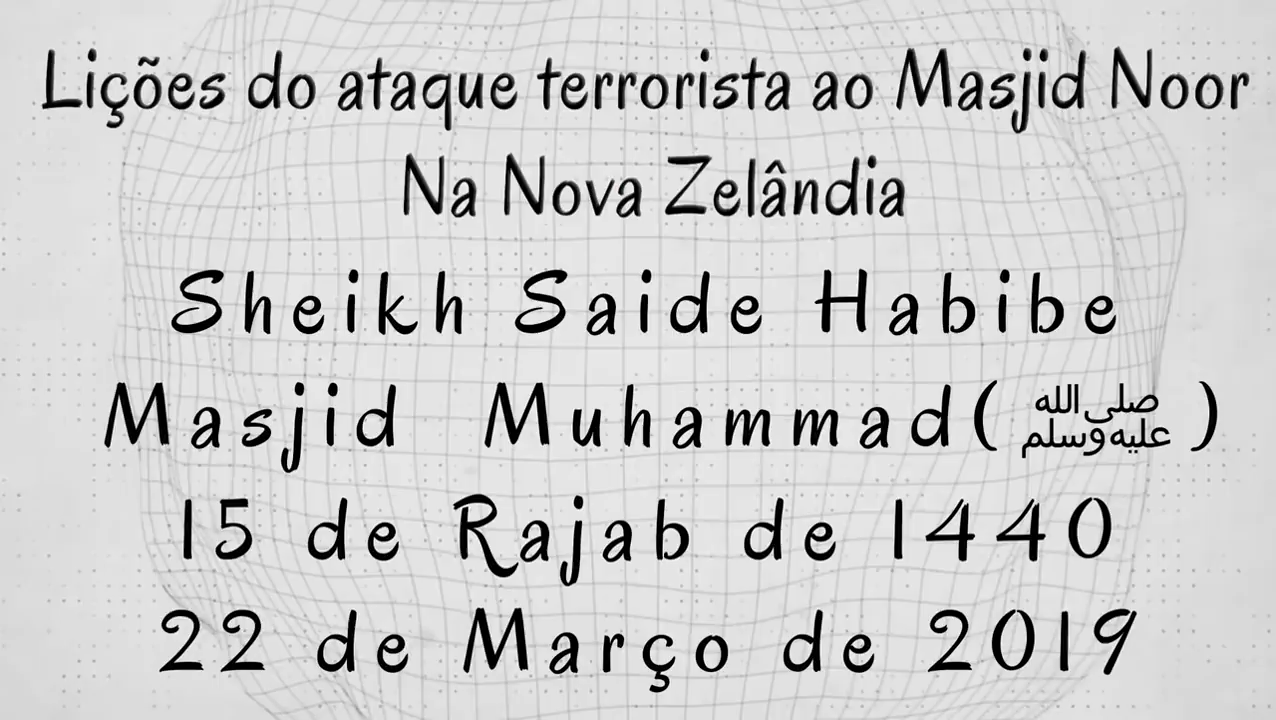 Lições do ataque terrorista ao Masjid Noor
Na Nova Zelândia
Sheikh Saide Habibe
Masjid Muhammad( ﷺ )
15 de Rajab de 1440
22 de Março de 2019